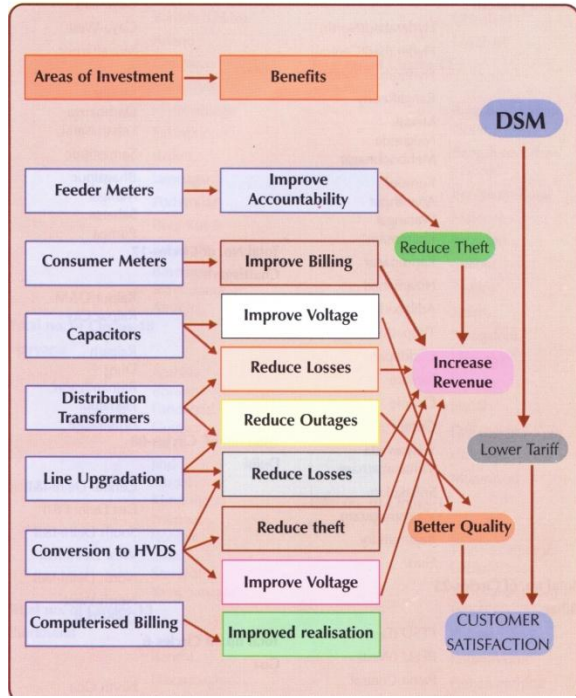 Areas of Investment
Benefits
DSM
Feeder Meters
Improve
Accountability
Reduce Theft
Consumer Meters
Improve Billing
Capacitors
Improve Voltage
Reduce Losses
Increase
Revenue
Distribution
Transformers
Reduce Outages
Lower Tariff
Line Upgradation
Reduce Losses
Reduce theft
Better Quality
Conversion to HVDS
Improve Voltage
Computerised Billing
Improved realisation
CUSTOMER
SATISFACTION